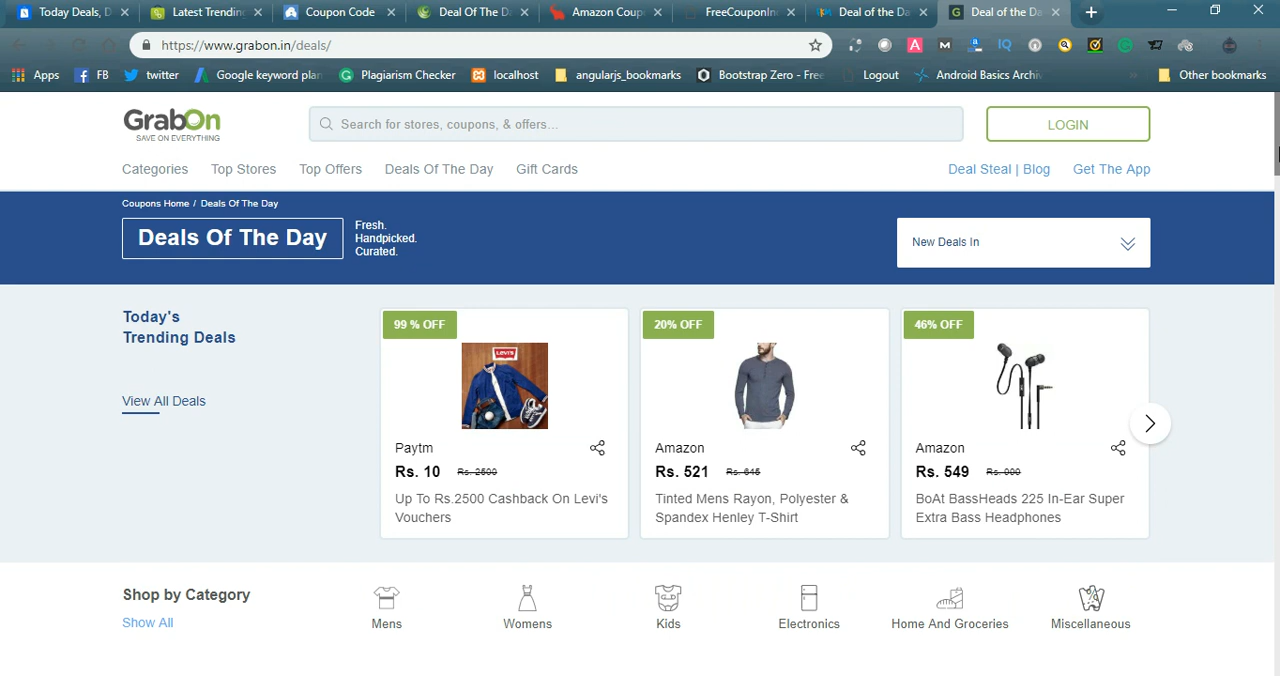 Today Deals, D
Latest Trendin
Coupon Code
Deal Of The D
Amazon Coup
FreeCouponIn
Deal of the Da
Deal of the Da
https://www.grabon.in/deals/
Apps
FB
twitter
Google keyword plan
Plagiarism Checker
localhost
angularjs_bookmarks
Bootstrap Zero - Free
Logout
Android Basics Archiv
Other bookmarks
GrabOn
SAVE ON EVERYTHING
Search for stores, coupons, & offers...
LOGIN
Categories
Top Stores
Top Offers
Deals Of The Day
Gift Cards
Deal Steal | Blog
Get The App
Coupons Home / Deals Of The Day
Deals Of The Day
Fresh.
Handpicked.
Curated.
New Deals In
Today's
Trending Deals
View All Deals
99 % OFF
LEVI'S
Paytm
Rs. 10 Rs. 2500
Up To Rs.2500 Cashback On Levi's
Vouchers
20% OFF
Amazon
Rs. 521 Rs. 645
Tinted Mens Rayon, Polyester &
Spandex Henley T-Shirt
46% OFF
Amazon
Rs. 549 Rs.
BoAt BassHeads 225 In-Ear Super
Extra Bass Headphones
Shop by Category
Show All
Mens
Womens
Kids
Electronics
Home And Groceries
Miscellaneous